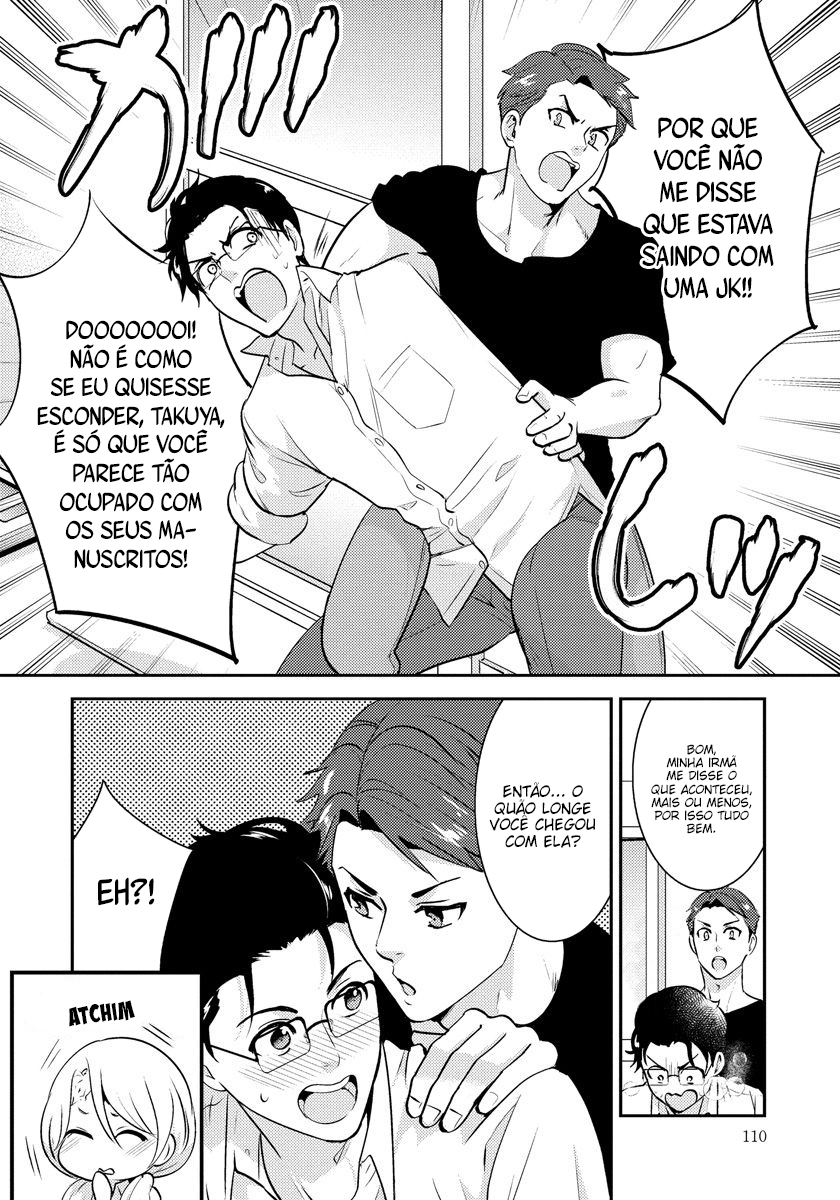 POR QUE
VOCÊ NÃO
ME DISSE
QUE ESTAVA
SAINDO COM
UMA JK!!
ガッ
DOOOOOOOI!
NÃO É COMO
SE EU QUISESSE
ESCONDER, TAKUYA,
É SÓ QUE VOCÊ
PARECE TÃO
OCUPADO COM
OS SEUS MA-
NUSCRITOS!
BOM,
MINHA IRMÃ
ME DISSE O
QUE ACONTECEU,
MAIS OU MENOS,
POR ISSO TUDO
BEM.
ENTÃO... O
QUÃO LONGE
VOCÊ CHEGOU
COM ELA?
EH?!
ATCHIM
110